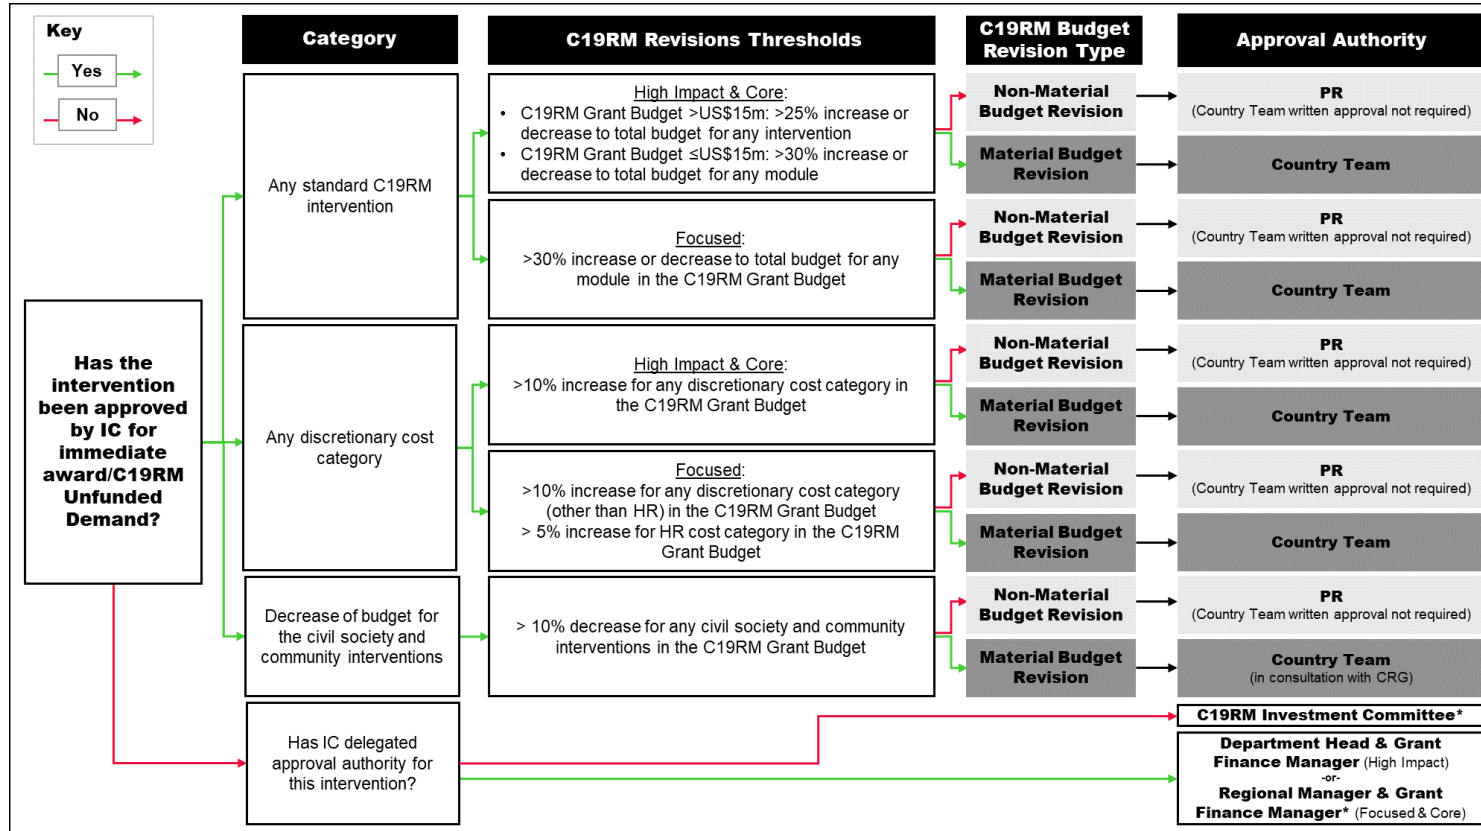 Key
Yes
No
Category
C19RM Revisions Thresholds
C19RM Budget
Revision Type
Approval Authority
Has the
intervention
been approved
by IC for
immediate
award/C19RM
Unfunded
Demand?
Any standard C19RM
intervention
High Impact & Core:
• C19RM Grant Budget >US$15m: >25% increase or
decrease to total budget for any intervention
• C19RM Grant Budget ≤US$15m: >30% increase or
decrease to total budget for any module
Non-Material
Budget Revision
PR
(Country Team written approval not required)
Material Budget
Revision
Country Team
Focused:
>30% increase or decrease to total budget for any
module in the C19RM Grant Budget
Non-Material
Budget Revision
PR
(Country Team written approval not required)
Material Budget
Revision
Country Team
Any discretionary cost
category
High Impact & Core:
>10% increase for any discretionary cost category in
the C19RM Grant Budget
Non-Material
Budget Revision
PR
(Country Team written approval not required)
Material Budget
Revision
Country Team
Focused:
>10% increase for any discretionary cost category
(other than HR) in the C19RM Grant Budget
> 5% increase for HR cost category in the C19RM
Grant Budget
Non-Material
Budget Revision
PR
(Country Team written approval not required)
Material Budget
Revision
Country Team
Decrease of budget for
the civil society and
community interventions
> 10% decrease for any civil society and community
interventions in the C19RM Grant Budget
Non-Material
Budget Revision
PR
(Country Team written approval not required)
Material Budget
Revision
Country Team
(in consultation with CRG)
Has IC delegated
approval authority for
this intervention?
C19RM Investment Committee*
Department Head & Grant
Finance Manager (High Impact)
-or-
Regional Manager & Grant
Finance Manager* (Focused & Core)